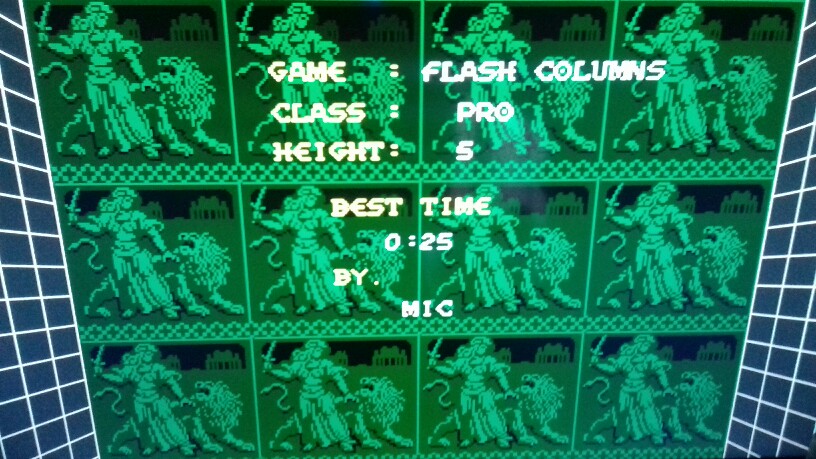 GAME : FLASH COLUMNS
CLASS : PRO
HEIGHT: 5
BEST TIME
0:25
BY.
MIC